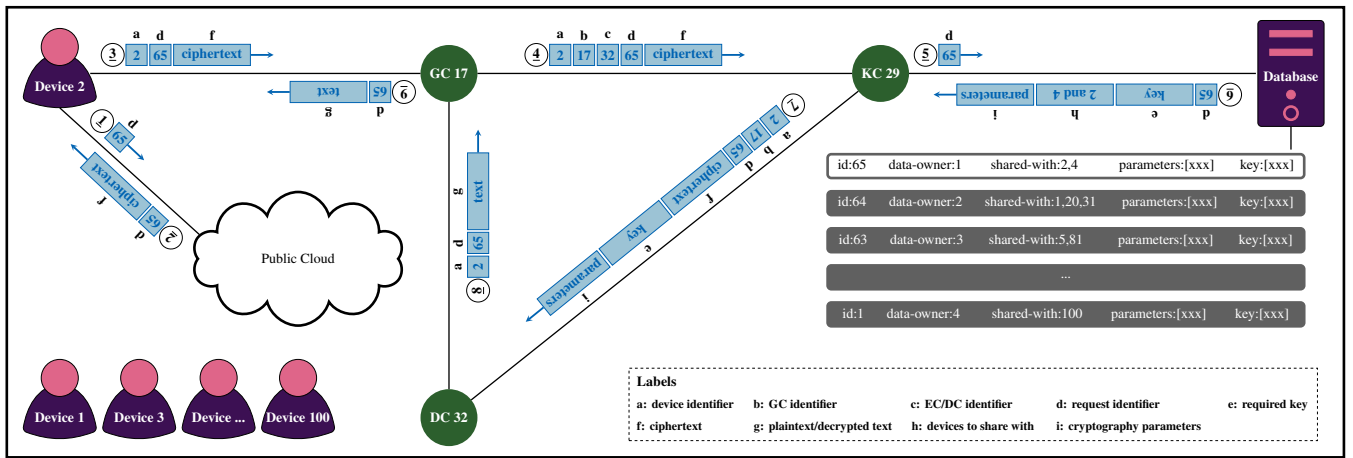 a d f
3 2 65 ciphertext
Device 2
GC 17
a b c d f
4 2 17 32 65 ciphertext
KC 29
d
5 65
Database
9 65 text
d g
6 65 key 2 and 4 parameters
d e h i
1 65
d
2 65 ciphertext
d f
Public Cloud
8 2 65 text
a d g
7 2 17 65 ciphertext key parameters
a b d f e i
id:65 data-owner:1 shared-with:2,4 parameters:[xxx] key:[xxx]
id:64 data-owner:2 shared-with:1,20,31 parameters:[xxx] key:[xxx]
id:63 data-owner:3 shared-with:5,81 parameters:[xxx] key:[xxx]
...
id:1 data-owner:4 shared-with:100 parameters:[xxx] key:[xxx]
Device 1 Device 3 Device ... Device 100
DC 32
Labels
a: device identifier b: GC identifier c: EC/DC identifier d: request identifier e: required key
f: ciphertext g: plaintext/decrypted text h: devices to share with i: cryptography parameters